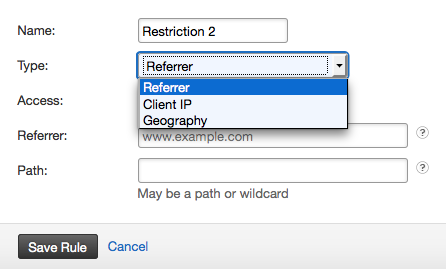 Name: Restriction 2
Type: Referrer
Referrer
Access:
Client IP
Geography
Referrer: www.example.com ?
Path: ?
May be a path or wildcard
Save Rule Cancel